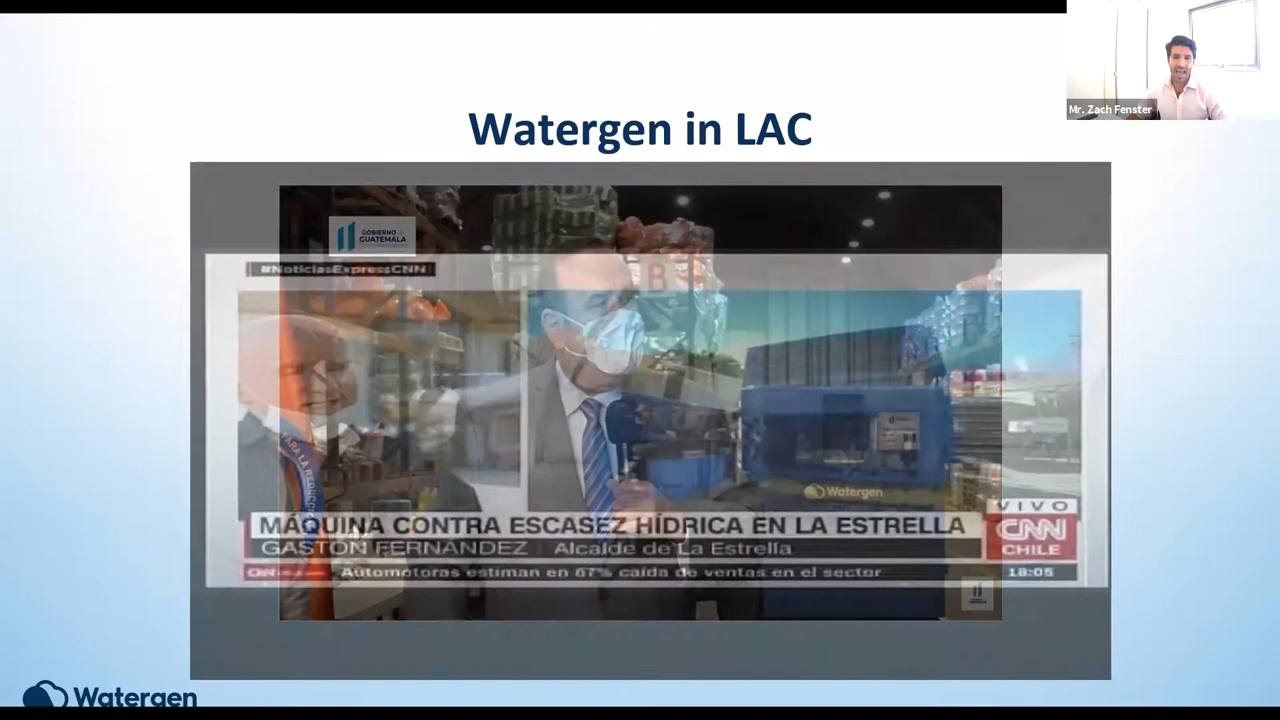 Mr. Zach Fenster
Watergen in LAC
GOBIERNO
GUATEMALA
#NoticiasExpressCNN
B
Watergen
VIVO
MÁQUINA CONTRA ESCASEZ HÍDRICA EN LA ESTRELLA
GASTÓN FERNÁNDEZ Alcalde de La Estrella
CNN
CHILE
Automotoras estiman en 67% caída de ventas en el sector
18:05
Watergen